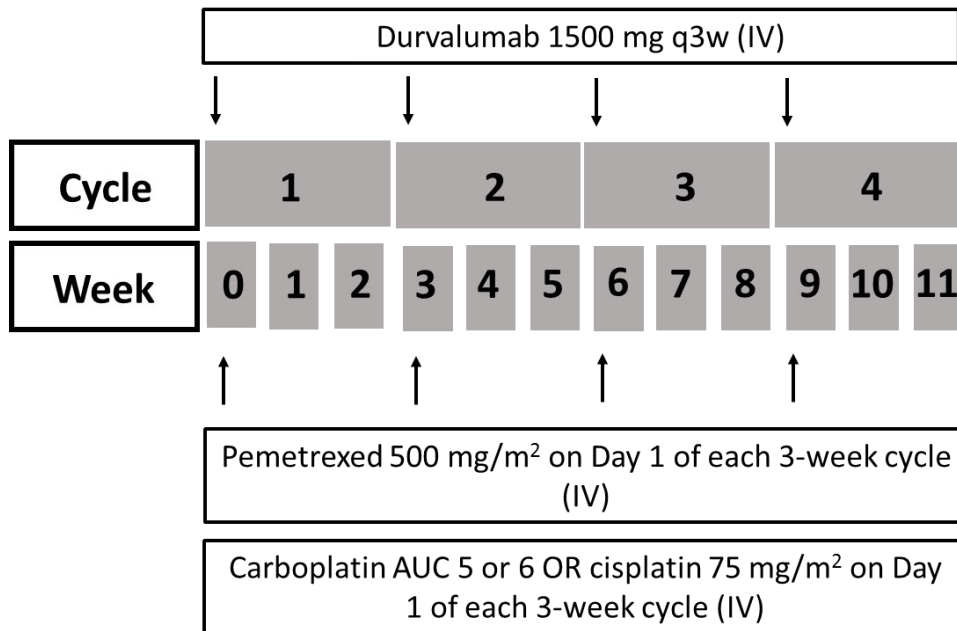 Durvalumab 1500 mg q3w (IV)
Cycle 1 2 3 4
Week 0 1 2 3 4 5 6 7 8 9 10 11
Pemetrexed 500 mg/m² on Day 1 of each 3-week cycle
(IV)
Carboplatin AUC 5 or 6 OR cisplatin 75 mg/m² on Day
1 of each 3-week cycle (IV)